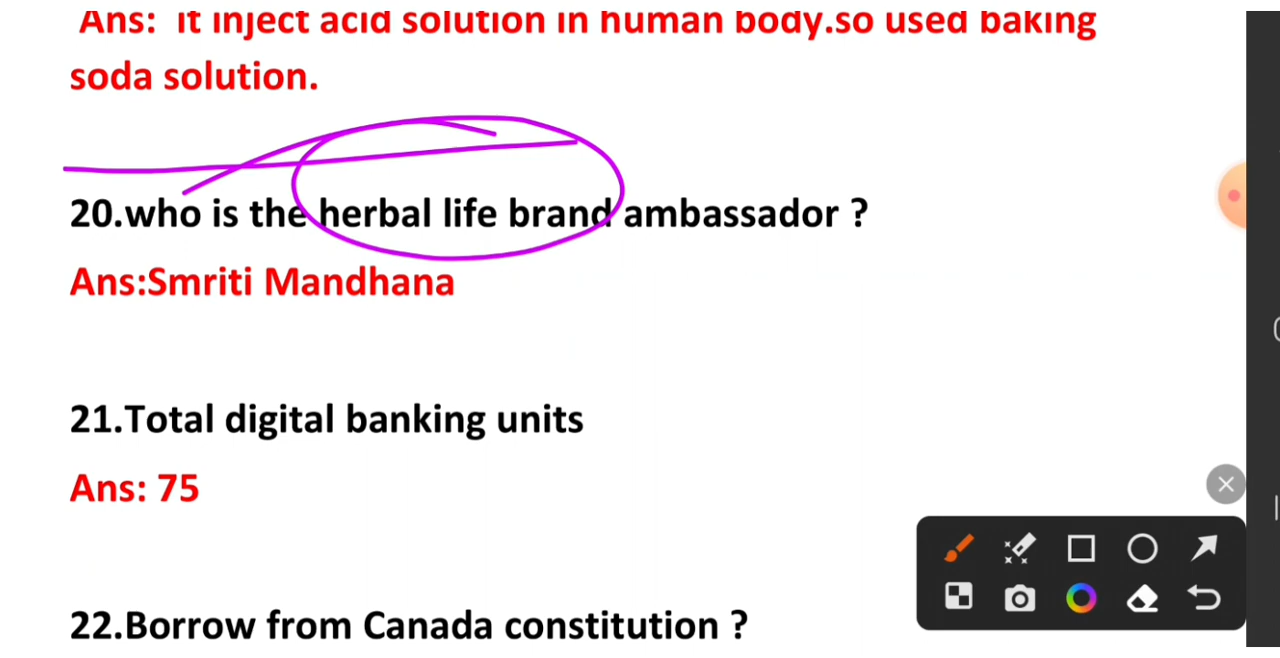 Ans: it inject acid solution in human body.so used baking
soda solution.
20.who is the herbal life brand ambassador ?
Ans:Smriti Mandhana
21.Total digital banking units
Ans: 75
22.Borrow from Canada constitution ?